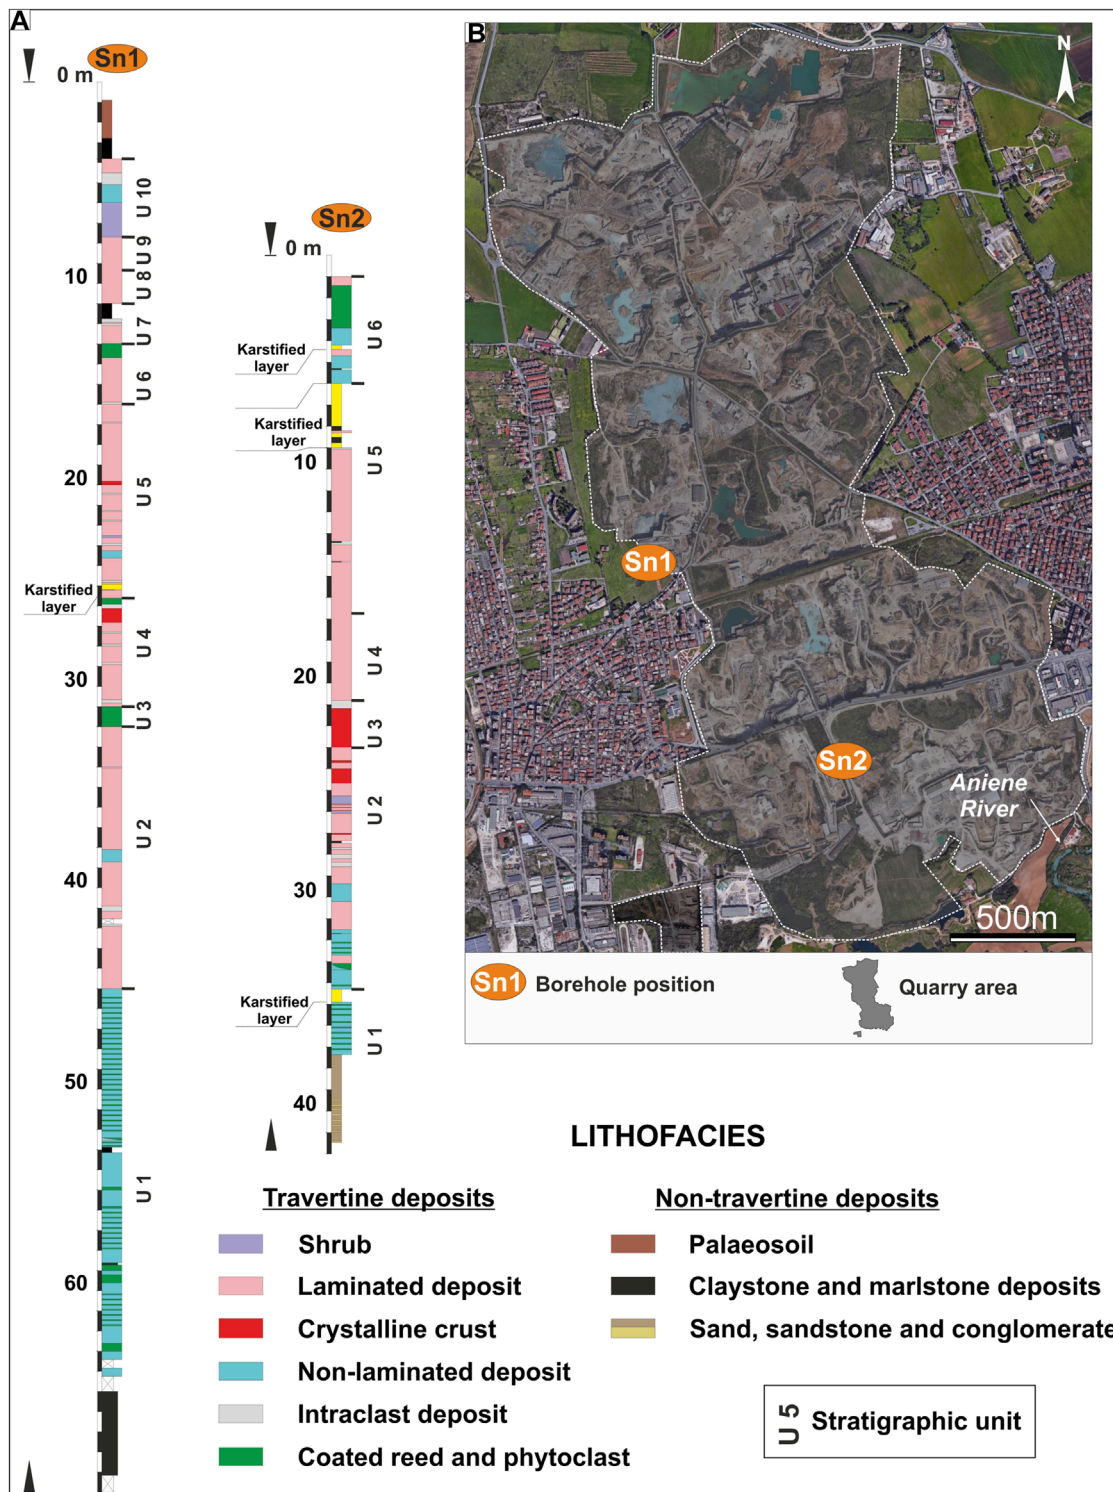 A
Sn1
0 m
U 10
U 9
10
U 8
U 7
U 6
20
U 5
Karstified
layer
U 4
30
U 3
U 2
40
50
U 1
60
Sn2
0 m
U 6
Karstified
layer
Karstified
layer
10
U 5
20
U 4
U 3
U 2
30
Karstified
layer
U 1
40
B
N
Sn1
Sn2
Aniene
River
500m
Sn1 Borehole position
Quarry area
LITHOFACIES
Travertine deposits
Shrub
Laminated deposit
Crystalline crust
Non-laminated deposit
Intraclast deposit
Coated reed and phytoclast
Non-travertine deposits
Palaeosoil
Claystone and marlstone deposits
Sand, sandstone and conglomerate
U 5 Stratigraphic unit